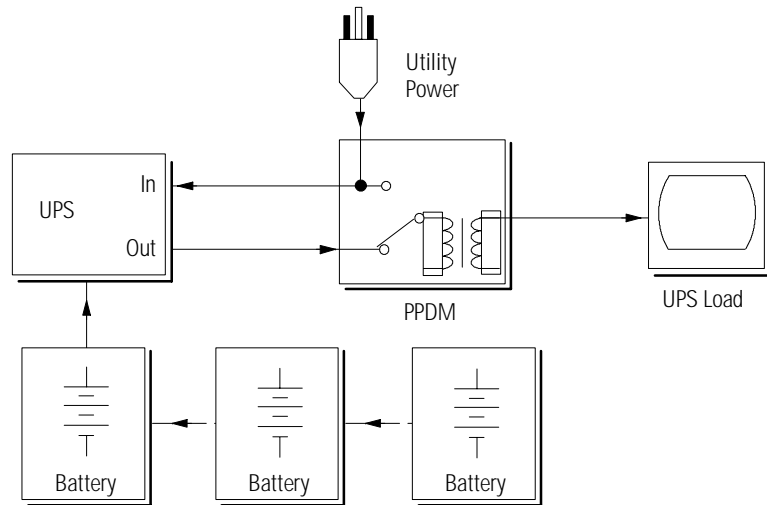 Utility
Power
In
UPS
Out
PPDM
UPS Load
Battery
Battery
Battery